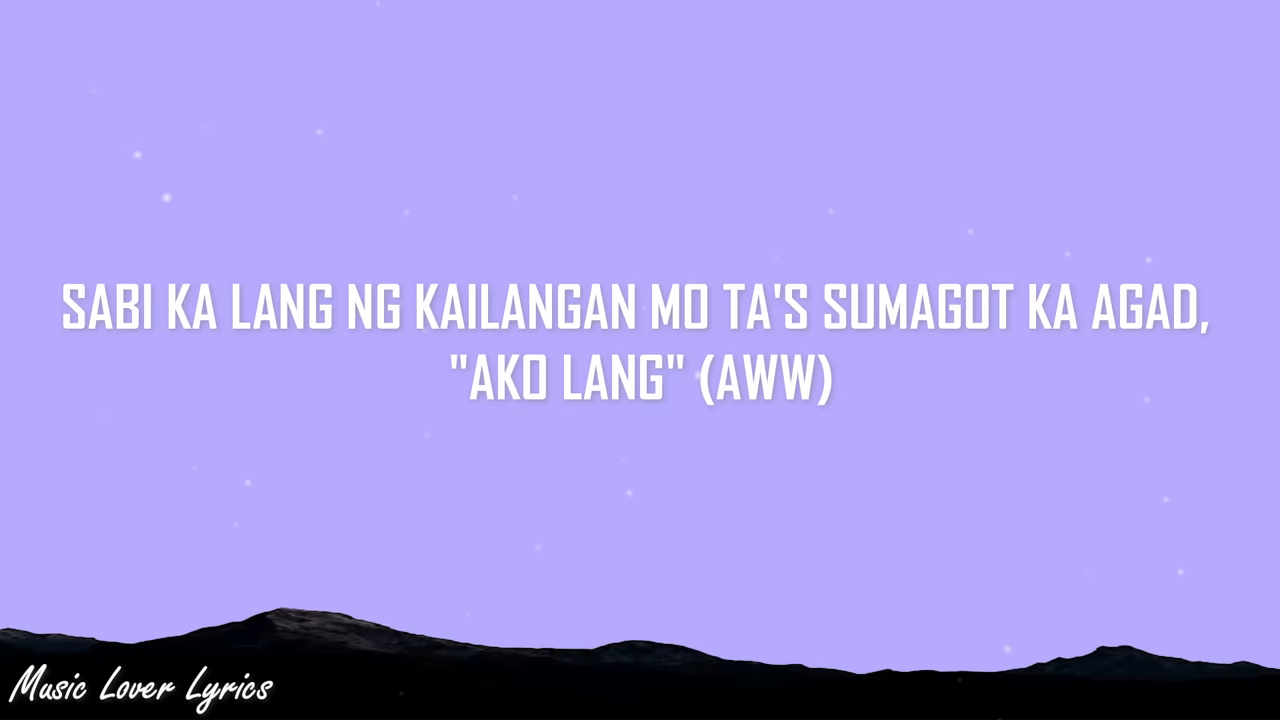 SABI KA LANG NG KAILANGAN MO TA'S SUMAGOT KA AGAD,
"AKO LANG" (AWW)
Music Lover Lyrics